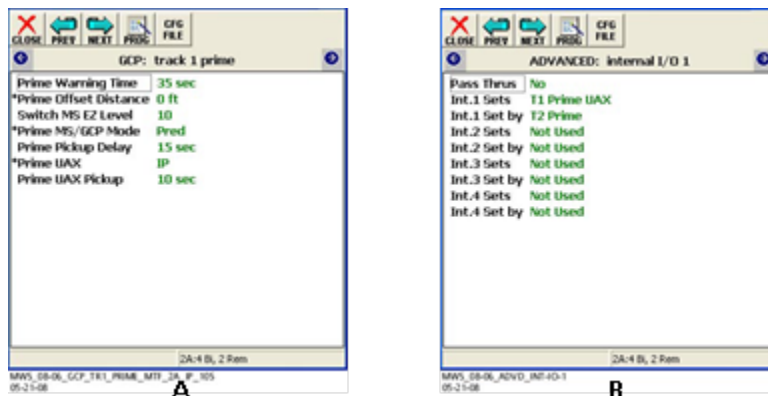 CLOSE PREV NEXT PROG CFG FILE
GCP: track 1 prime
Prime Warning Time 35 sec
*Prime Offset Distance 0 ft
Switch MS EZ Level 10
*Prime MS/GCP Mode Pred
Prime Pickup Delay 15 sec
*Prime UAX IP
Prime UAX Pickup 10 sec
2A:4 Bi, 2 Rem
MWS_08-06_GCP_TR1_PRIME_MTF_2A_IP_10S
05-21-08
A
CLOSE PREV NEXT PROG CFG FILE
ADVANCED: internal I/O 1
Pass Thrus No
Int.1 Sets T1 Prime UAX
Int.1 Set by T2 Prime
Int.2 Sets Not Used
Int.2 Set by Not Used
Int.3 Sets Not Used
Int.3 Set by Not Used
Int.4 Sets Not Used
Int.4 Set by Not Used
2A:4 Bi, 2 Rem
MWS_08-06_ADVD_INT-IO-1
05-21-08
B